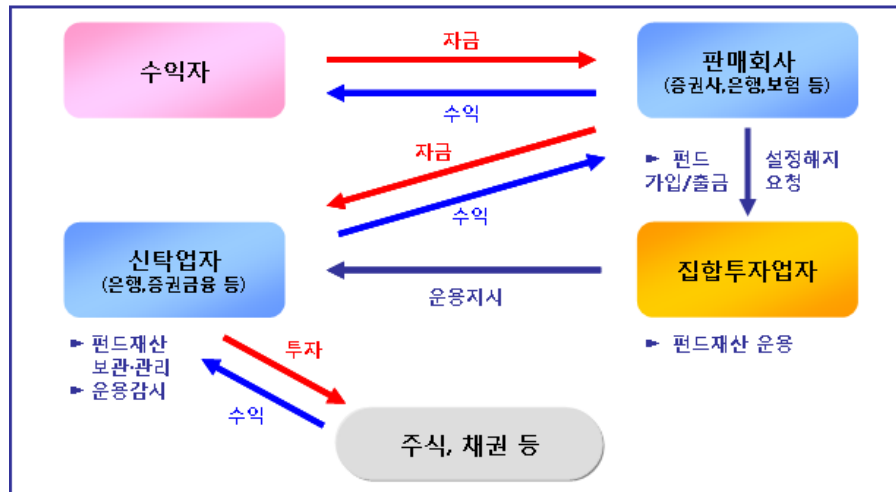 수익자
자금
수익
판매회사
(증권사,은행,보험 등)
자금
수익
► 펀드
가입/출금
설정해지
요청
신탁업자
(은행,증권금융 등)
운용지시
집합투자업자
► 펀드재산
보관·관리
► 운용감시
투자
수익
► 펀드재산 운용
주식, 채권 등